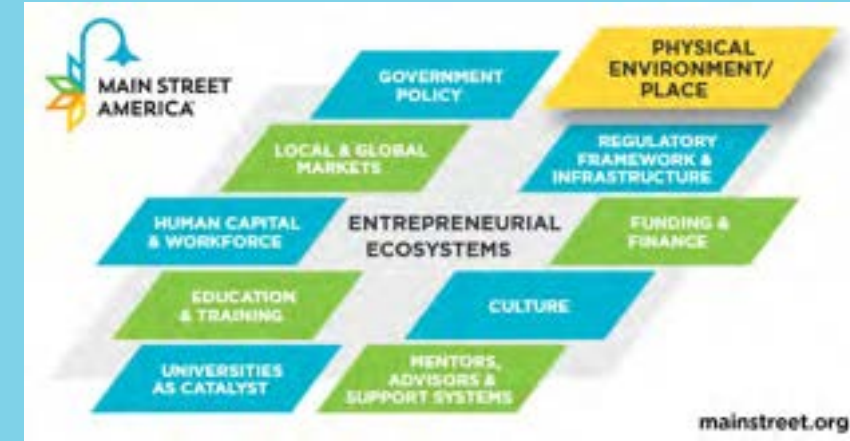 MAIN STREET
AMERICA
GOVERNMENT
POLICY
PHYSICAL
ENVIRONMENT/
PLACE
LOCAL & GLOBAL
MARKETS
REGULATORY
FRAMEWORK &
INFRASTRUCTURE
HUMAN CAPITAL
& WORKFORCE
ENTREPRENEURIAL
ECOSYSTEMS
FUNDING &
FINANCE
EDUCATION
& TRAINING
CULTURE
UNIVERSITIES
AS CATALYST
MENTORS,
ADVISORS &
SUPPORT SYSTEMS
mainstreet.org